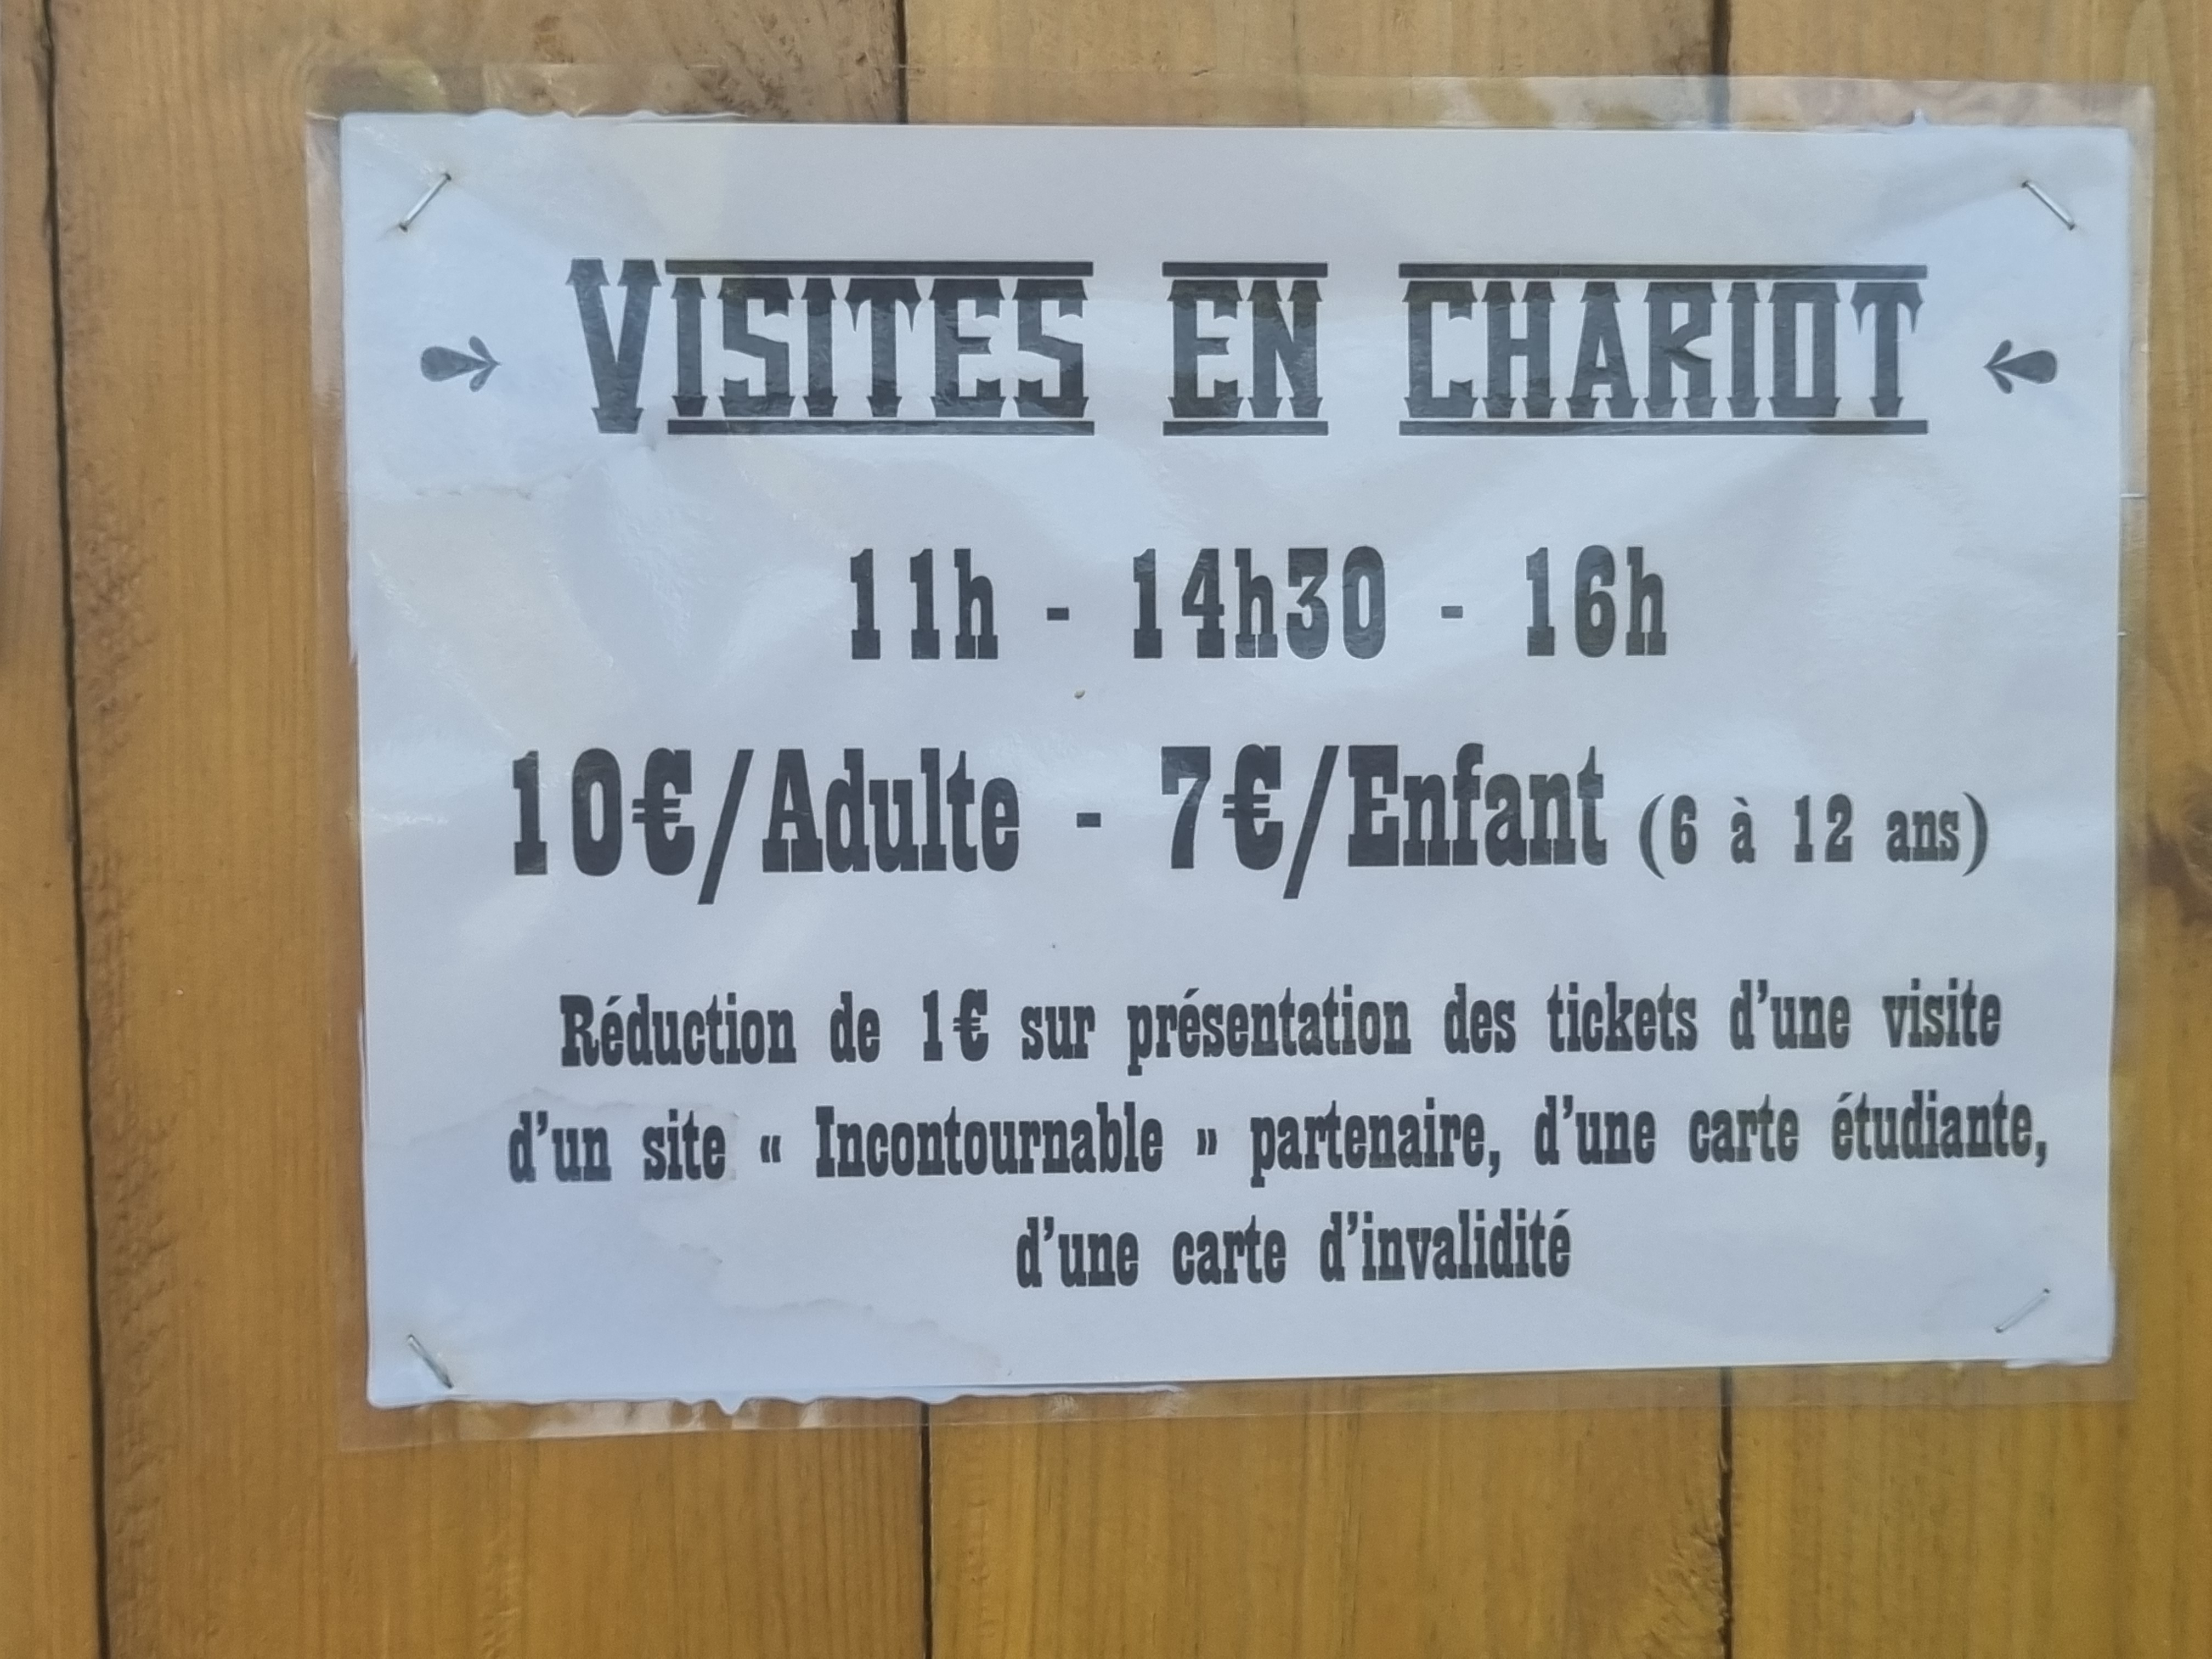 VISITES EN CHARIOT
11h - 14h30 - 16h
10€/Adulte - 7€/Enfant (6 à 12 ans)
Réduction de 1€ sur présentation des tickets d'une visite
d'un site « Incontournable » partenaire, d'une carte étudiante,
d'une carte d'invalidité